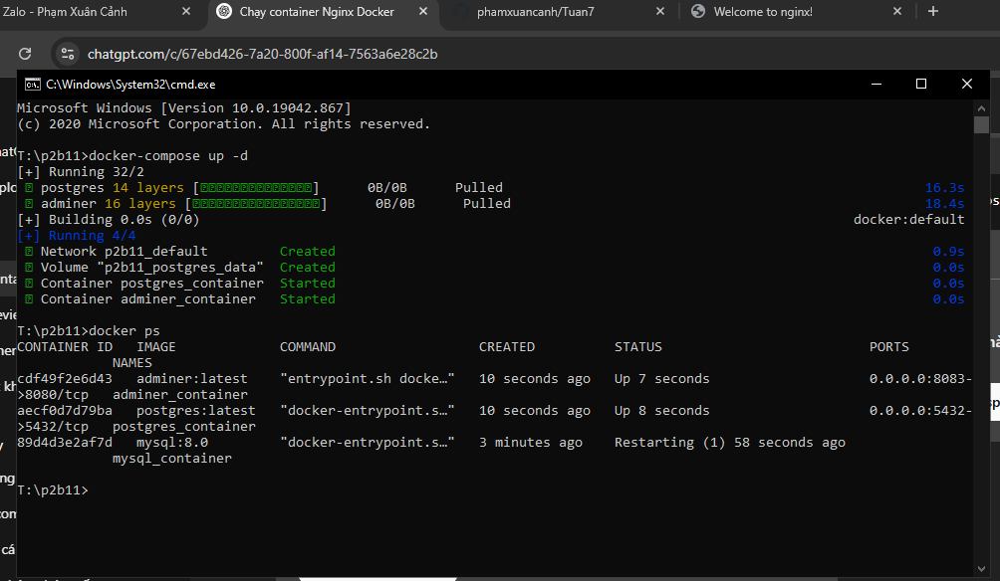 Zalo - Phạm Xuân Cảnh
Chạy container Nginx Docker
phamxuancanh/Tuan7
Welcome to nginx!
chatgpt.com/c/67ebd426-7a20-800f-af14-7563a6e28c2b
C:\Windows\System32\cmd.exe
Microsoft Windows [Version 10.0.19042.867]
(c) 2020 Microsoft Corporation. All rights reserved.
T:\p2b11>docker-compose up -d
[+] Running 32/2
postgres 14 layers [⣿⣿⣿⣿⣿⣿⣿⣿⣿⣿⣿⣿⣿⣿] 0B/0B Pulled 16.3s
adminer 16 layers [⣿⣿⣿⣿⣿⣿⣿⣿⣿⣿⣿⣿⣿⣿⣿⣿] 0B/0B Pulled 18.4s
[+] Building 0.0s (0/0) docker:default
[+] Running 4/4
Network p2b11_default Created 0.9s
Volume "p2b11_postgres_data" Created 0.0s
Container postgres_container Started 0.0s
Container adminer_container Started 0.0s
T:\p2b11>docker ps
CONTAINER ID IMAGE COMMAND CREATED STATUS PORTS
NAMES
cdf49f2e6d43 adminer:latest "entrypoint.sh docke…" 10 seconds ago Up 7 seconds 0.0.0.0:8083-
>8080/tcp adminer_container
aecf0d7d79ba postgres:latest "docker-entrypoint.s…" 10 seconds ago Up 8 seconds 0.0.0.0:5432-
>5432/tcp postgres_container
89d4d3e2af7d mysql:8.0 "docker-entrypoint.s…" 3 minutes ago Restarting (1) 58 seconds ago
mysql_container
T:\p2b11>